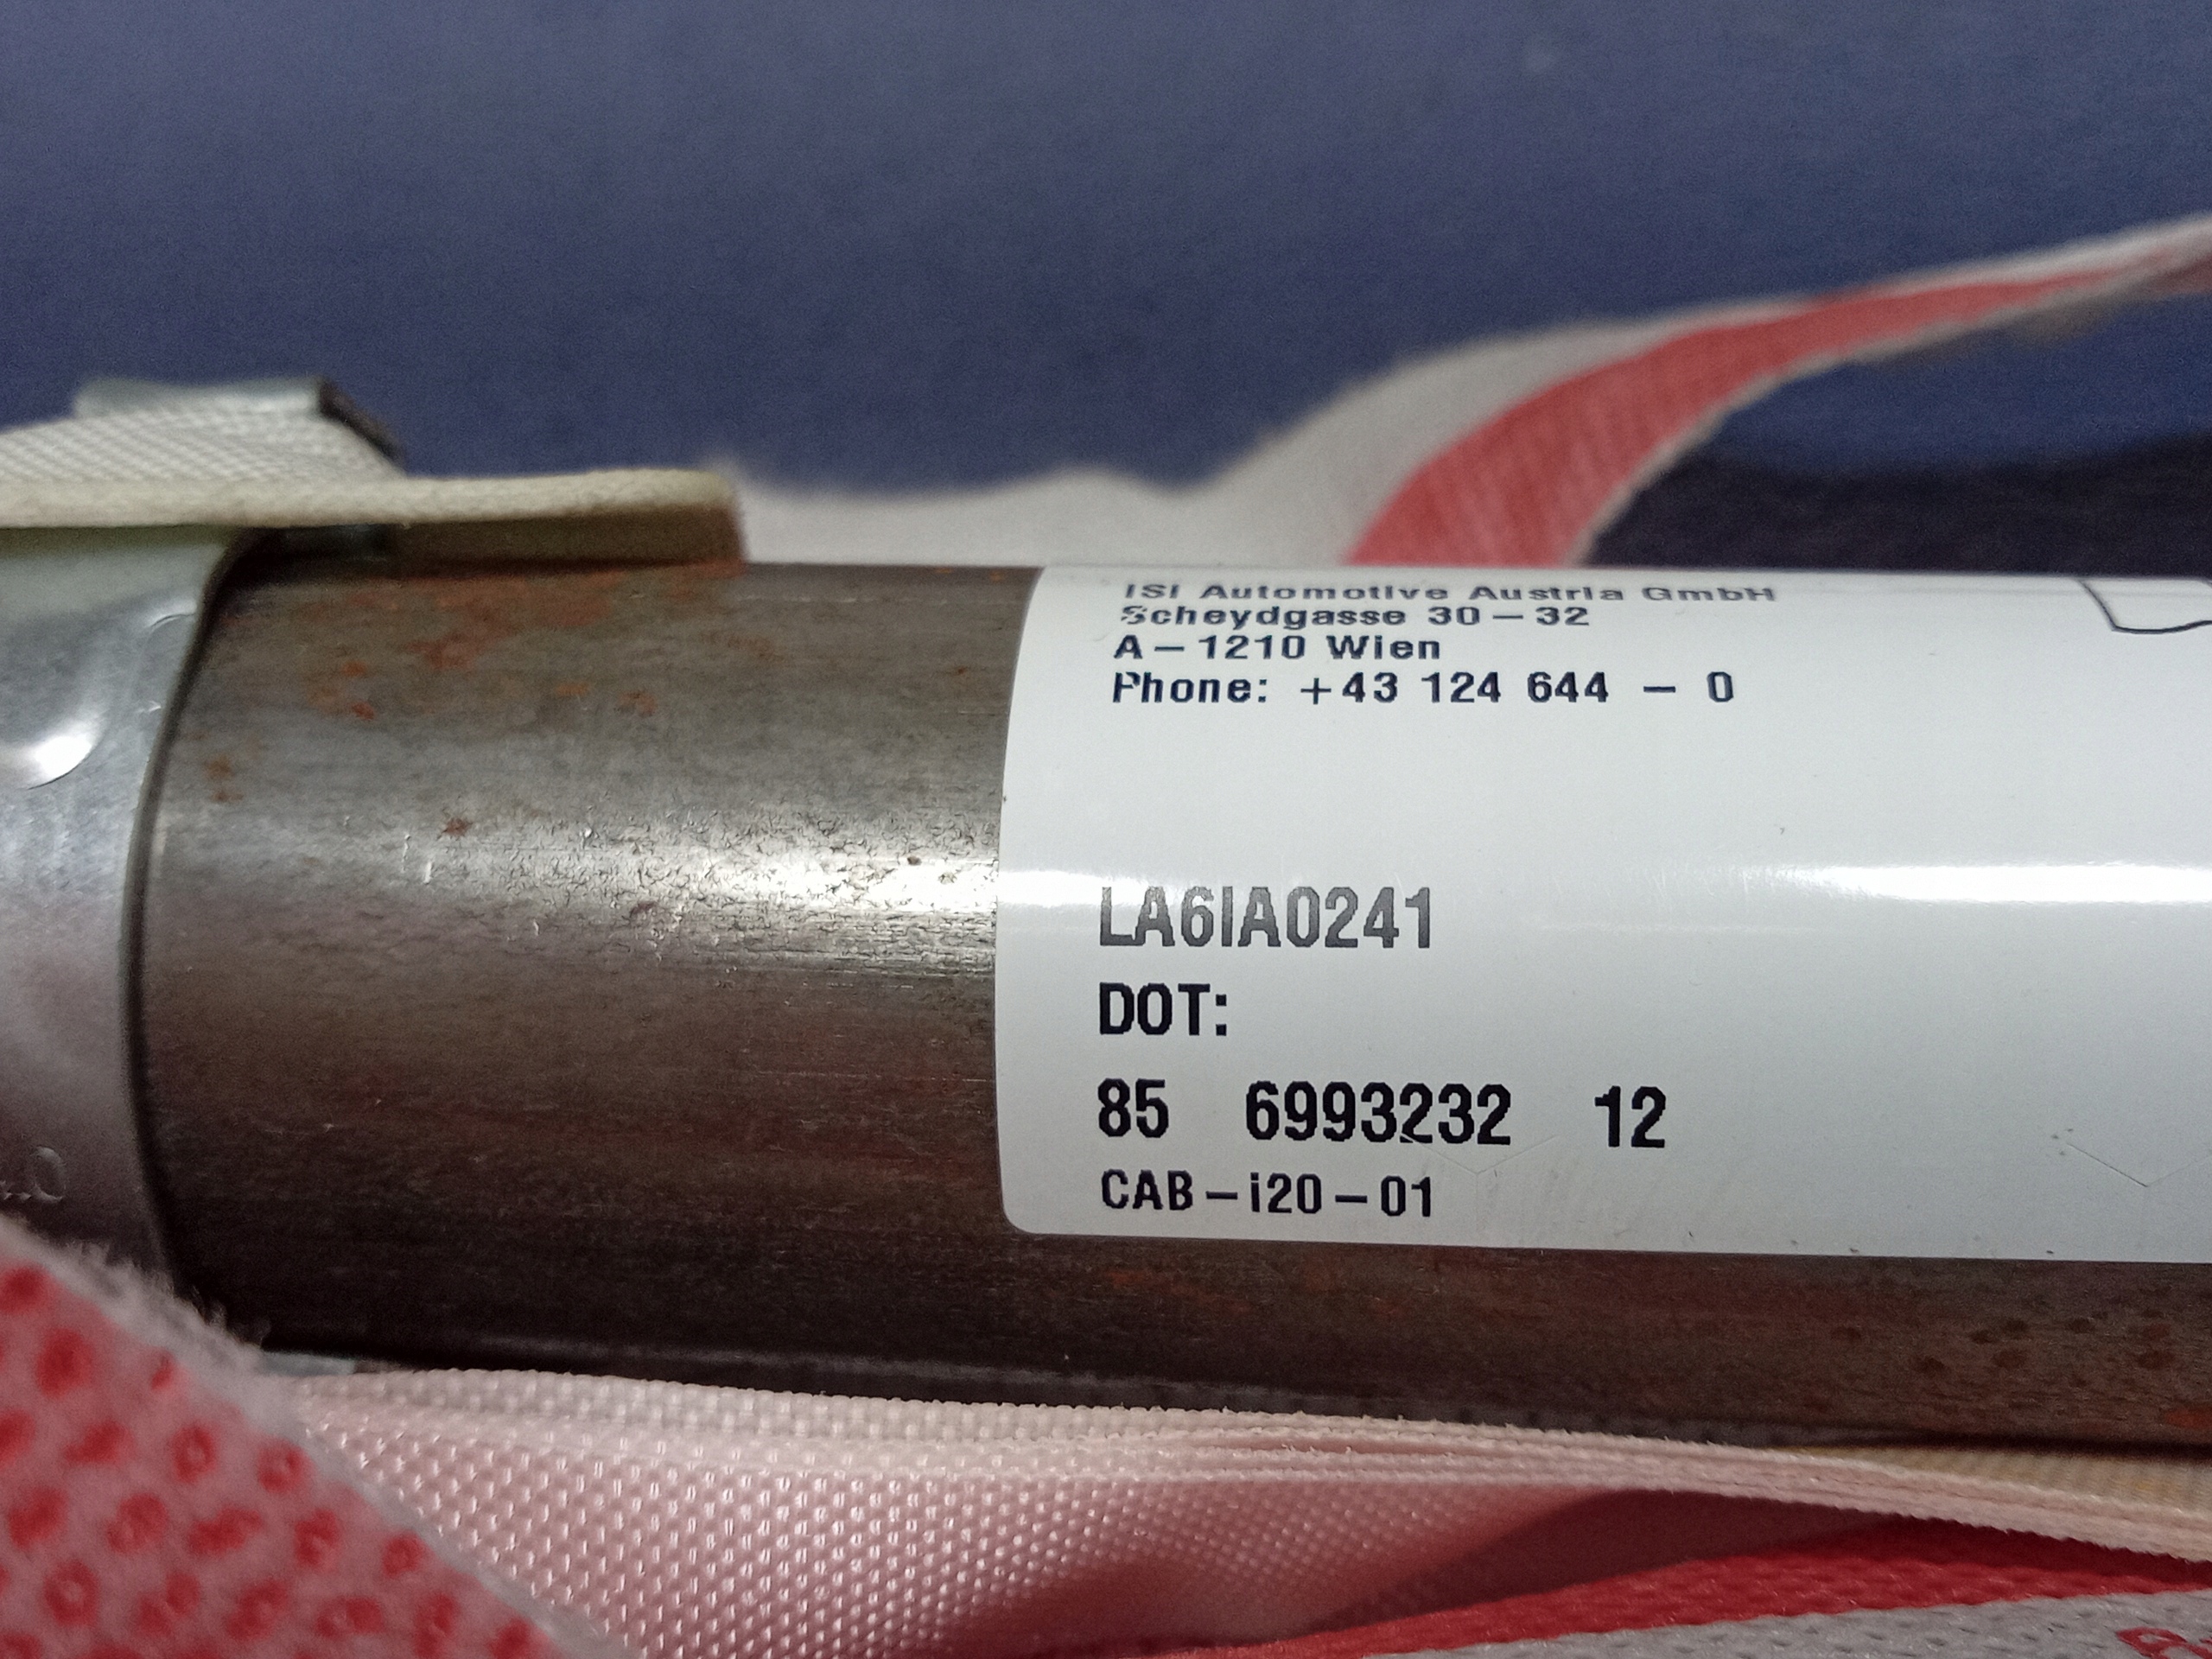 iSi Automotive Austria GmbH
Scheydgasse 30 – 32
A – 1210 Wien
Phone: +43 124 644 – 0
LA6IA0241
DOT:
85 6993232 12
CAB – i20 – 01